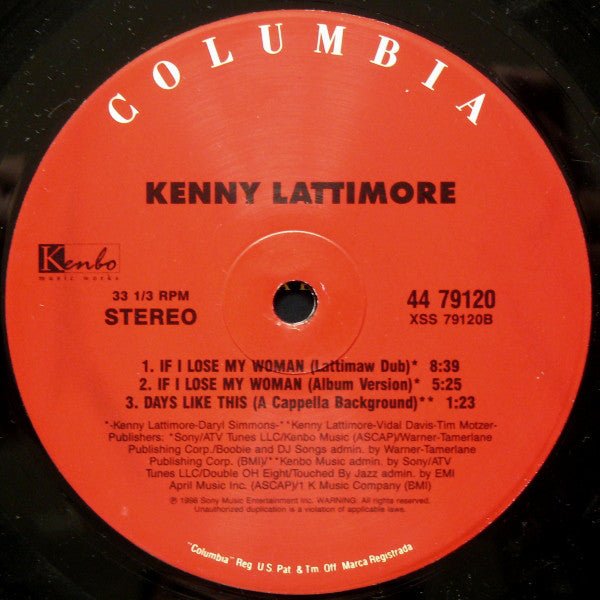 COLUMBIA
KENNY LATTIMORE
Kenbo
music works
33 1/3 RPM
STEREO
44 79120
XSS 79120B
1. IF I LOSE MY WOMAN (Lattimaw Dub)* 8:39
2. IF I LOSE MY WOMAN (Album Version)* 5:25
3. DAYS LIKE THIS (A Cappella Background)** 1:23
*-Kenny Lattimore-Daryl Simmons-**Kenny Lattimore-Vidal Davis-Tim Motzer-
Publishers: *Sony/ATV Tunes LLC/Kenbo Music (ASCAP)/Warner-Tamerlane
Publishing Corp./Boobie and DJ Songs admin. by Warner-Tamerlane
Publishing Corp. (BMI)/**Kenbo Music admin. by Sony/ATV
Tunes LLC/Double OH Eight/Touched By Jazz admin. by EMI
April Music Inc. (ASCAP)/1 K Music Company (BMI)
℗ 1998 Sony Music Entertainment Inc. WARNING: All rights reserved.
Unauthorized duplication is a violation of applicable laws.
"Columbia" Reg U.S. Pat & Tm Off Marca Registrada